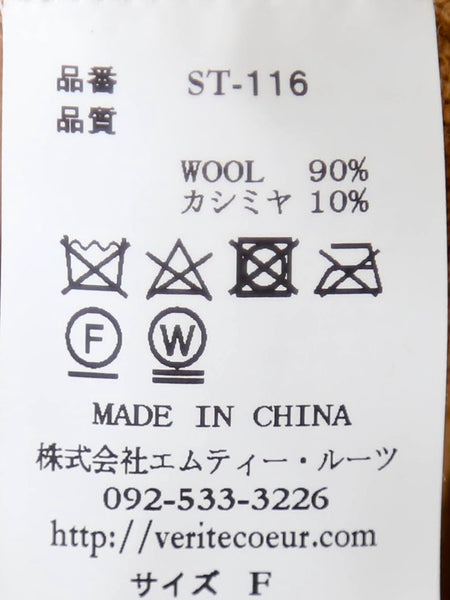 品番 ST-116
品質
WOOL 90%
カシミヤ 10%
F W
MADE IN CHINA
株式会社エムティー・ルーツ
092-533-3226
http://veritecoeur.com
サイズ F